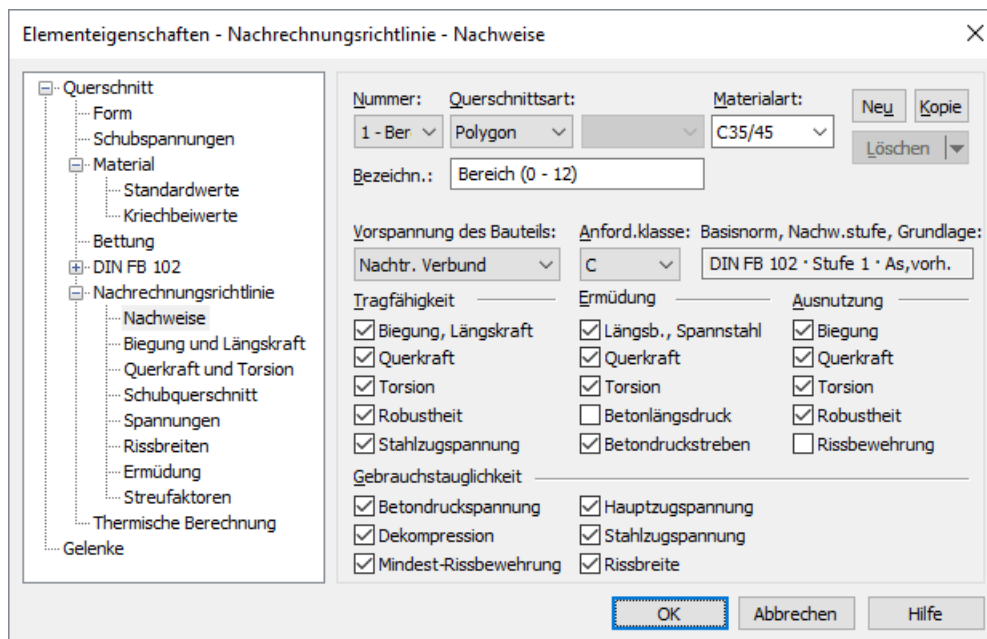 Elementeigenschaften - Nachrechnungsrichtlinie - Nachweise
Querschnitt
Form
Schubspannungen
Material
Standardwerte
Kriechbeiwerte
Bettung
DIN FB 102
Nachrechnungsrichtlinie
Nachweise
Biegung und Längskraft
Querkraft und Torsion
Schubquerschnitt
Spannungen
Rissbreiten
Ermüdung
Streufaktoren
Thermische Berechnung
Gelenke
Nummer: Querschnittsart: Materialart:
1 - Ber Polygon C35/45
Neu Kopie
Löschen
Bezeichn.: Bereich (0 - 12)
Vorspannung des Bauteils: Anford.klasse: Basisnorm, Nachw.stufe, Grundlage:
Nachtr. Verbund C DIN FB 102 · Stufe 1 · As,vorh.
Tragfähigkeit Ermüdung Ausnutzung
Biegung, Längskraft Längsb., Spannstahl Biegung
Querkraft Querkraft Querkraft
Torsion Torsion Torsion
Robustheit Betonlängsdruck Robustheit
Stahlzugspannung Betondruckstreben Rissbewehrung
Gebrauchstauglichkeit
Betondruckspannung Hauptzugspannung
Dekompression Stahlzugspannung
Mindest-Rissbewehrung Rissbreite
OK Abbrechen Hilfe